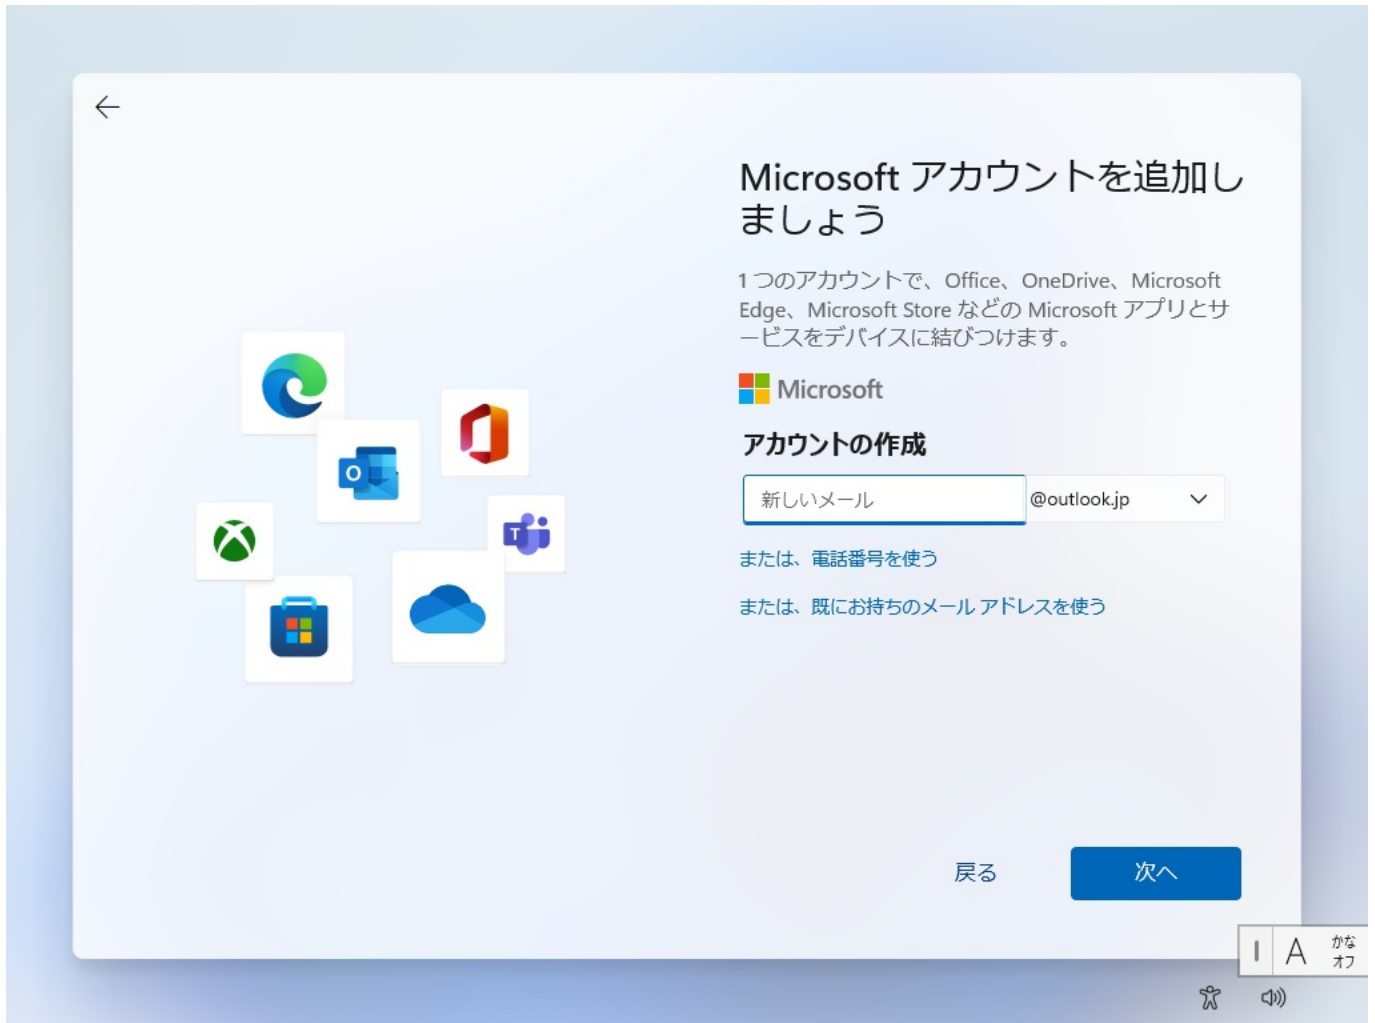 Microsoft アカウントを追加し
ましょう
1 つのアカウントで、Office、OneDrive、Microsoft
Edge、Microsoft Store などの Microsoft アプリとサ
ービスをデバイスに結びつけます。
Microsoft
アカウントの作成
新しいメール @outlook.jp
または、電話番号を使う
または、既にお持ちのメール アドレスを使う
O
T
戻る 次へ
A かな
オフ